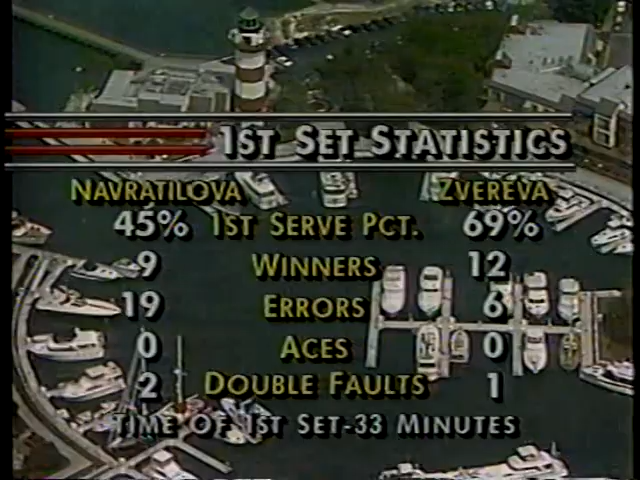 1ST SET STATISTICS
NAVRATILOVA ZVEREVA
45% 1ST SERVE PCT. 69%
9 WINNERS 12
19 ERRORS 6
0 ACES 0
2 DOUBLE FAULTS 1
TIME OF 1ST SET-33 MINUTES